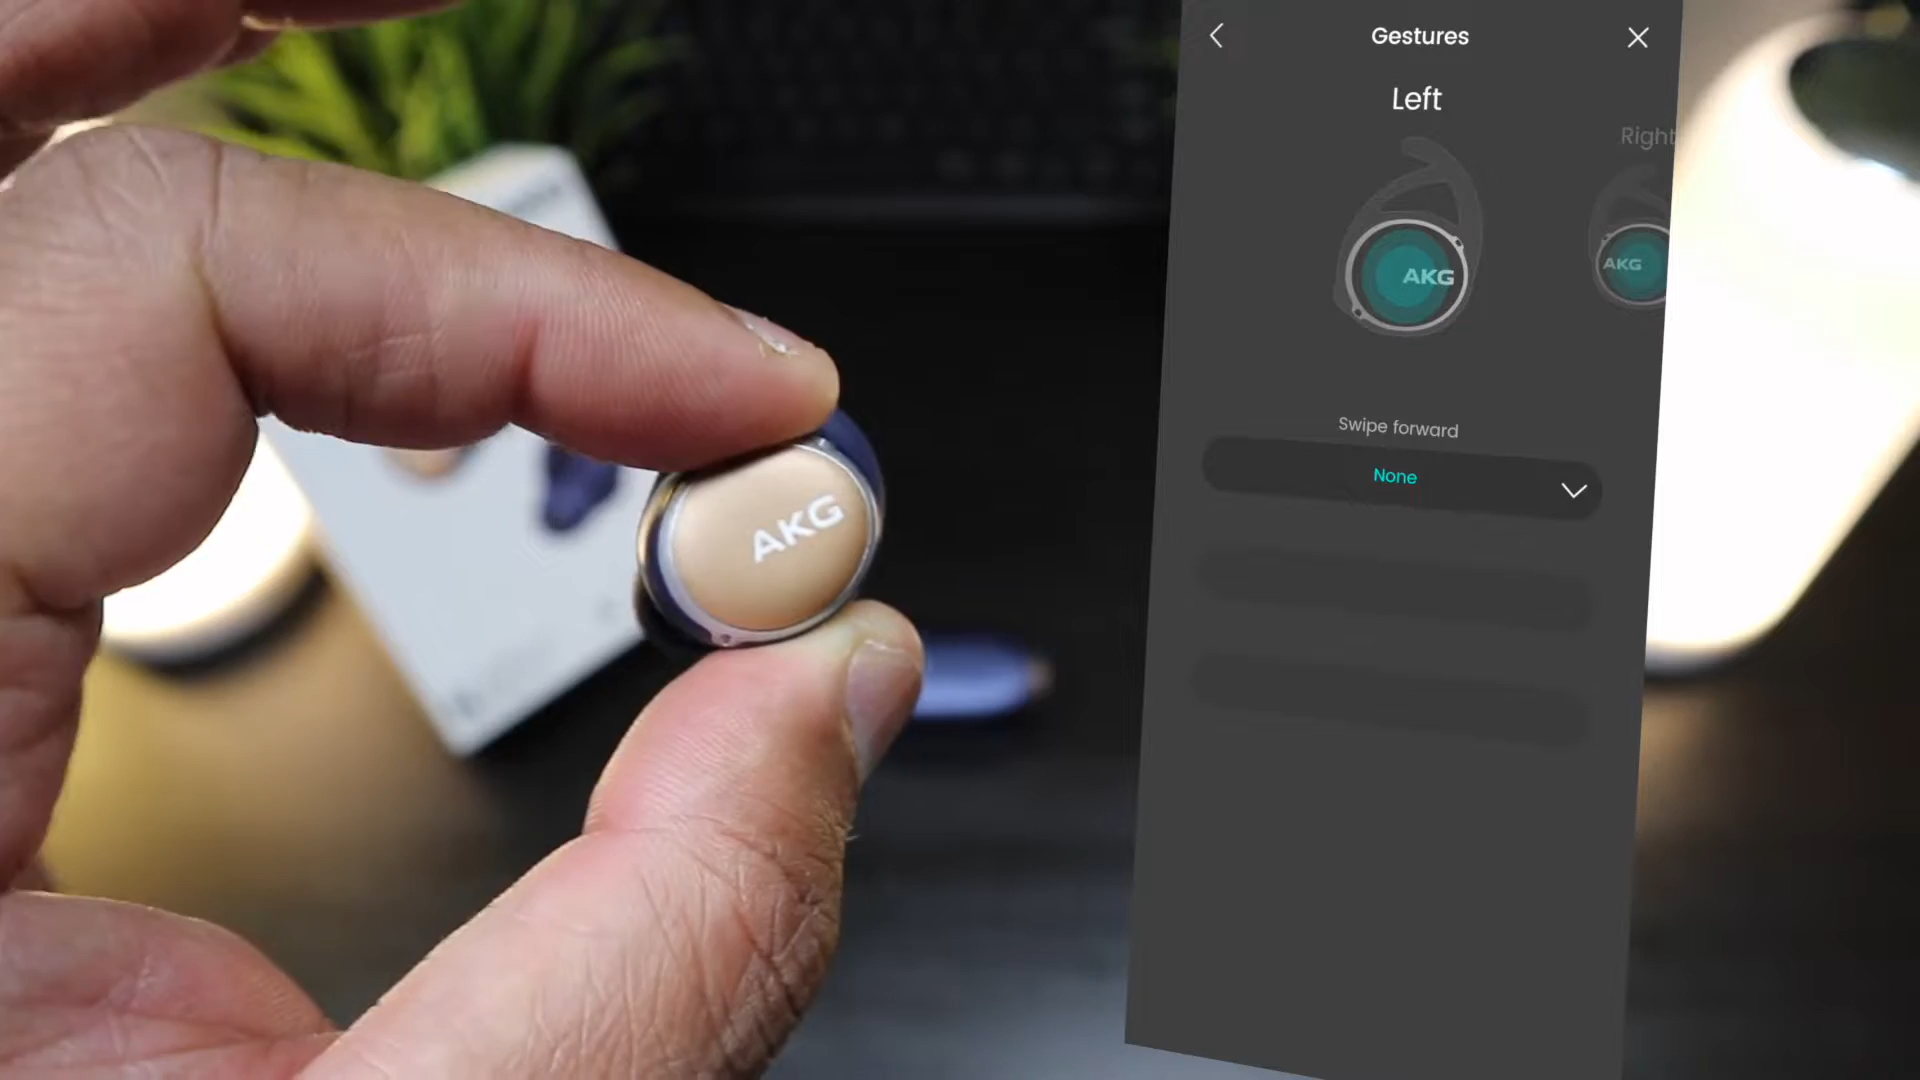 AKG
Gestures
Left
Right
AKG
AKG
Swipe forward
None